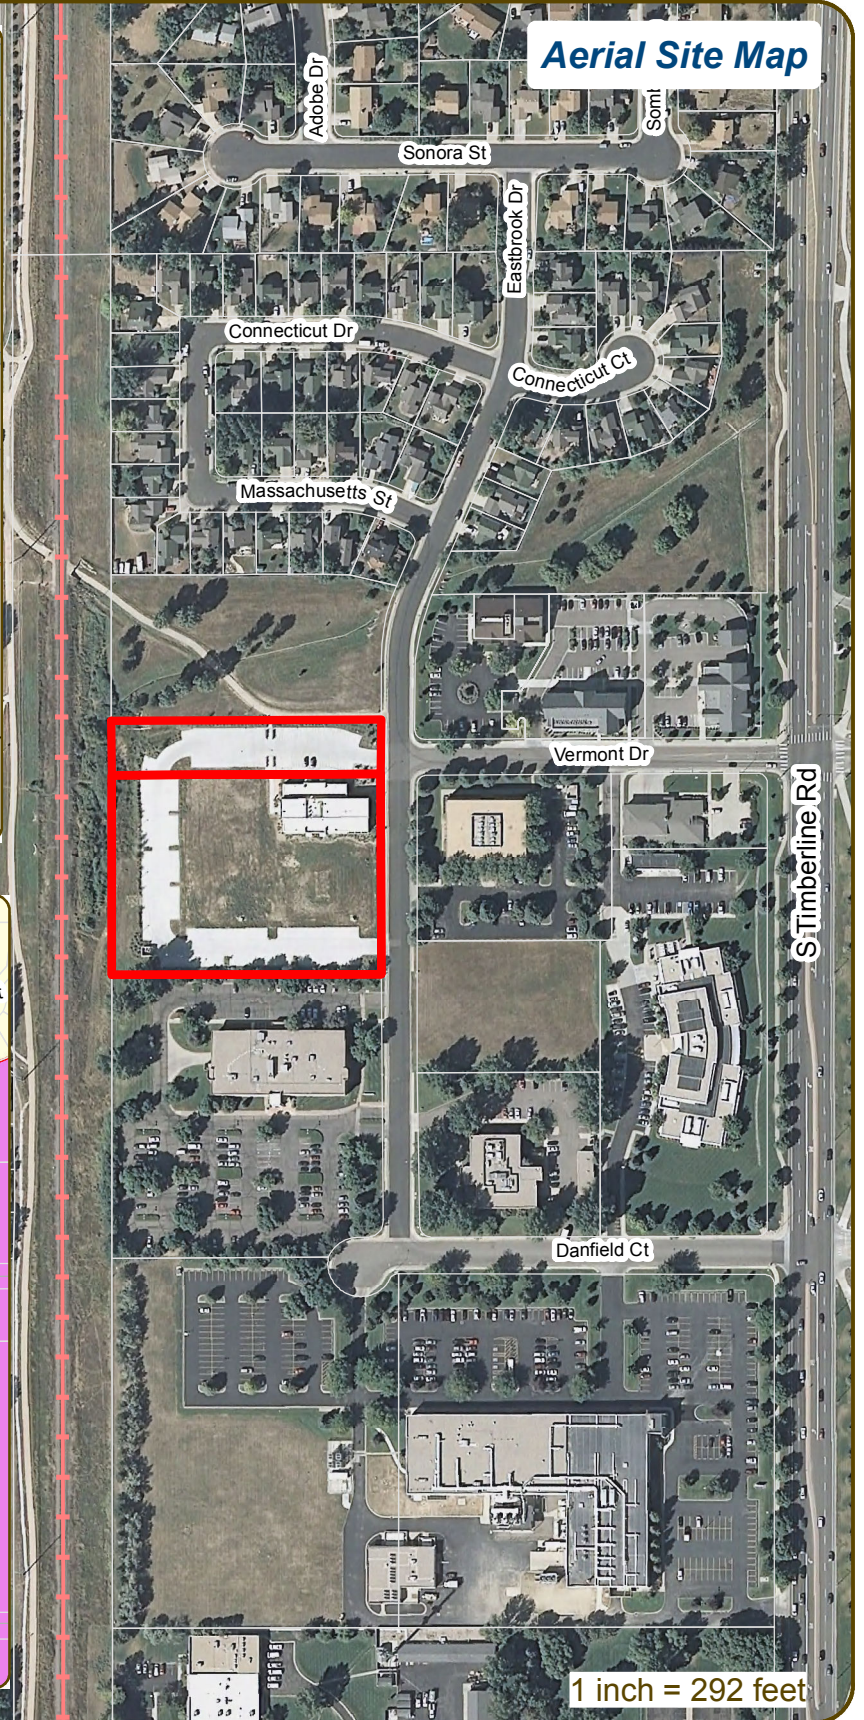 Aerial Site Map
Adobe Dr
Somb
Sonora St
Eastbrook Dr
Connecticut Dr
Connecticut Ct
Massachusetts St
Vermont Dr
S Timberline Rd
Danfield Ct
1 inch = 292 feet